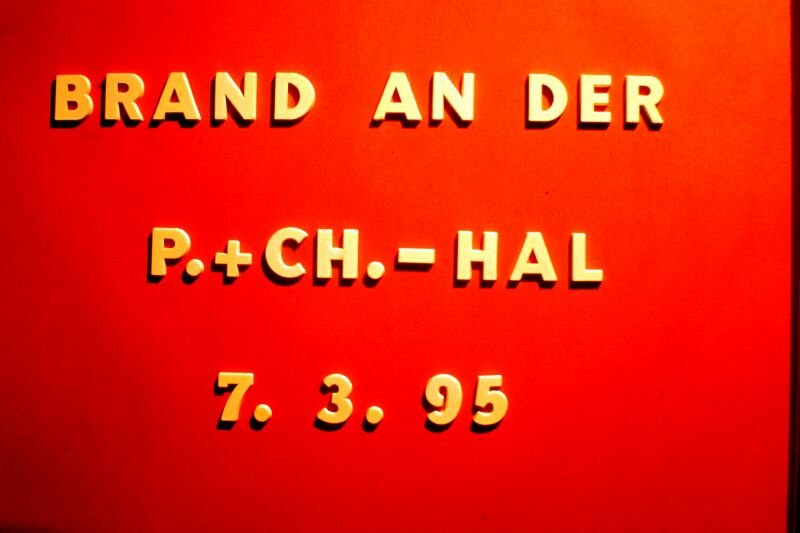 BRAND AN DER
P.+CH.-HAL
7. 3. 95